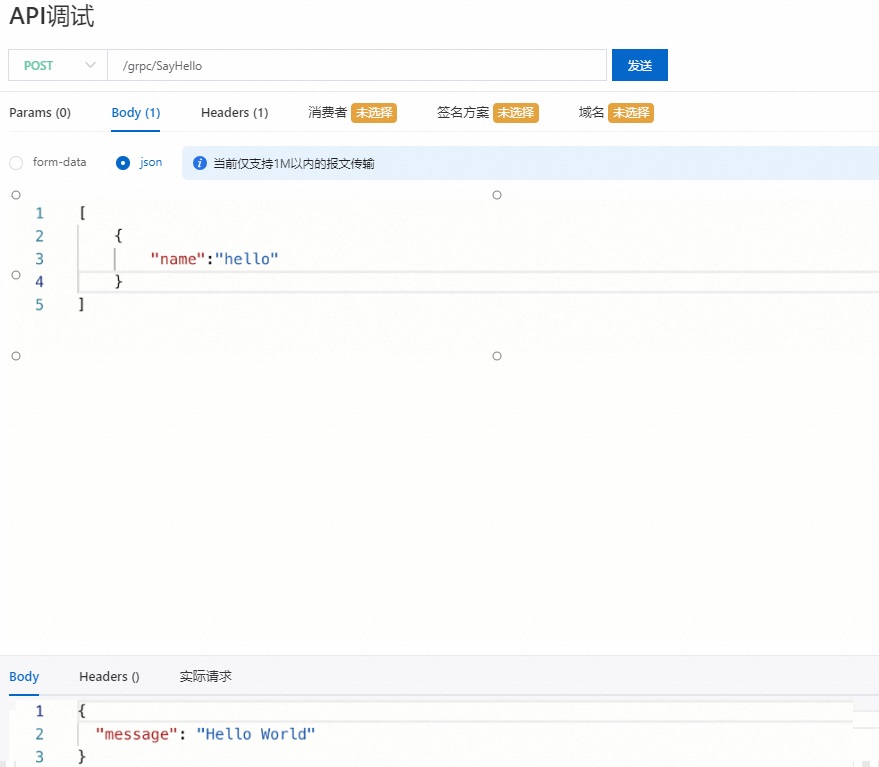 API调试
POST /grpc/SayHello 发送
Params (0) Body (1) Headers (1) 消费者 未选择 签名方案 未选择 域名 未选择
form-data json 当前仅支持1M以内的报文传输
1 [
2 {
3 "name":"hello"
4 }
5 ]
Body Headers () 实际请求
1 {
2 "message": "Hello World"
3 }